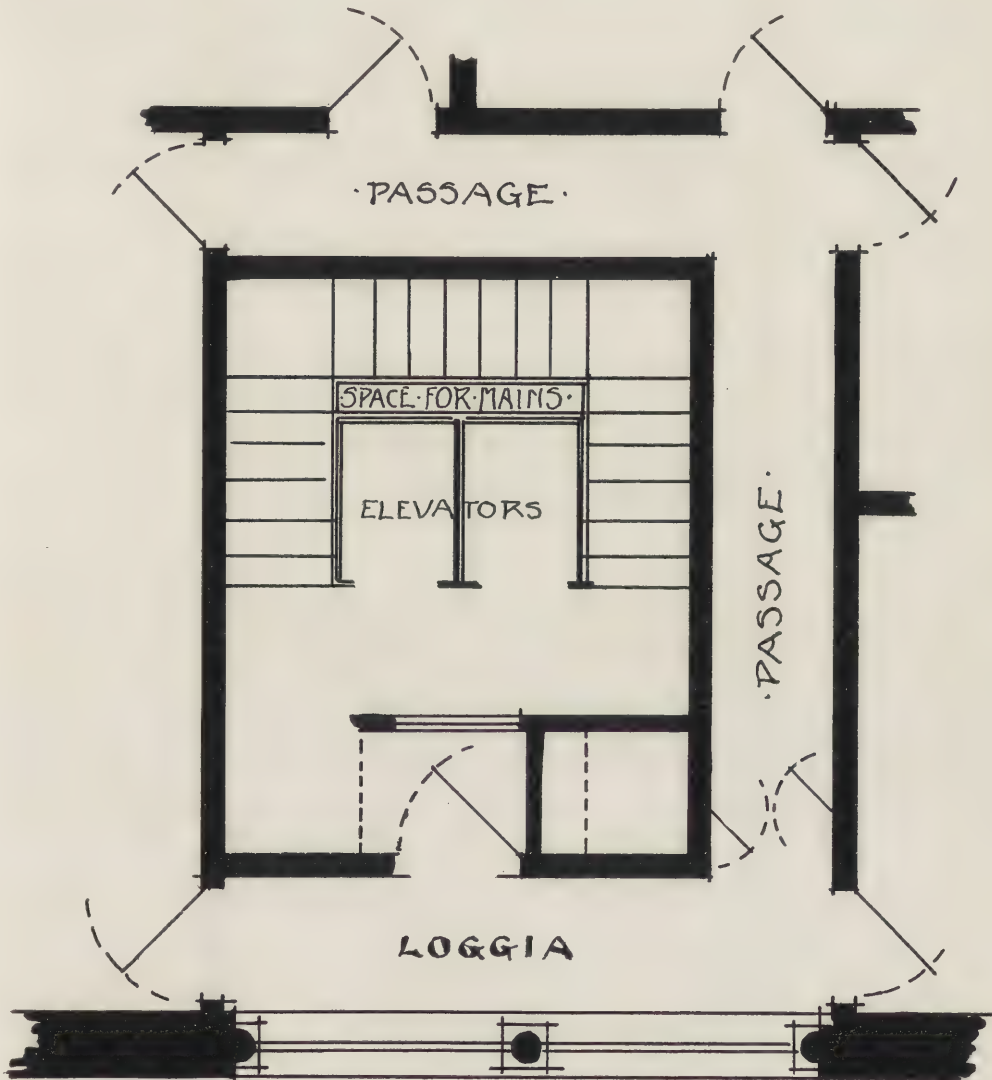 ·PASSAGE·
SPACE·FOR·MAINS·
ELEVATORS
·PASSAGE·
LOGGIA